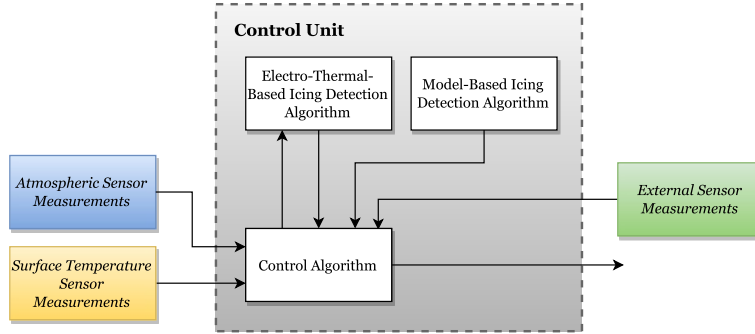 Control Unit
Electro-Thermal-
Based Icing Detection
Algorithm
Model-Based Icing
Detection Algorithm
Atmospheric Sensor
Measurements
External Sensor
Measurements
Surface Temperature
Sensor
Measurements
Control Algorithm